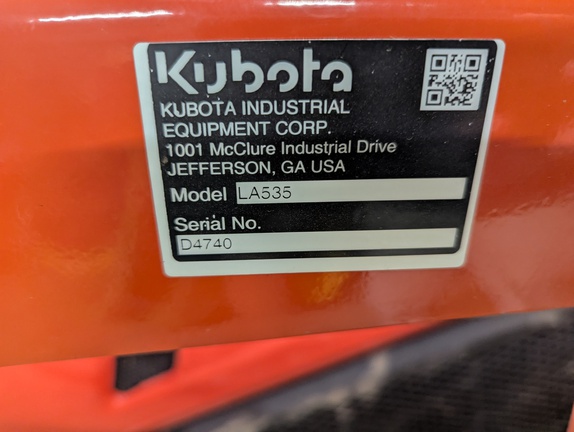 Kubota
KUBOTA INDUSTRIAL
EQUIPMENT CORP.
1001 McClure Industrial Drive
JEFFERSON, GA USA
Model LA535
Serial No.
D4740